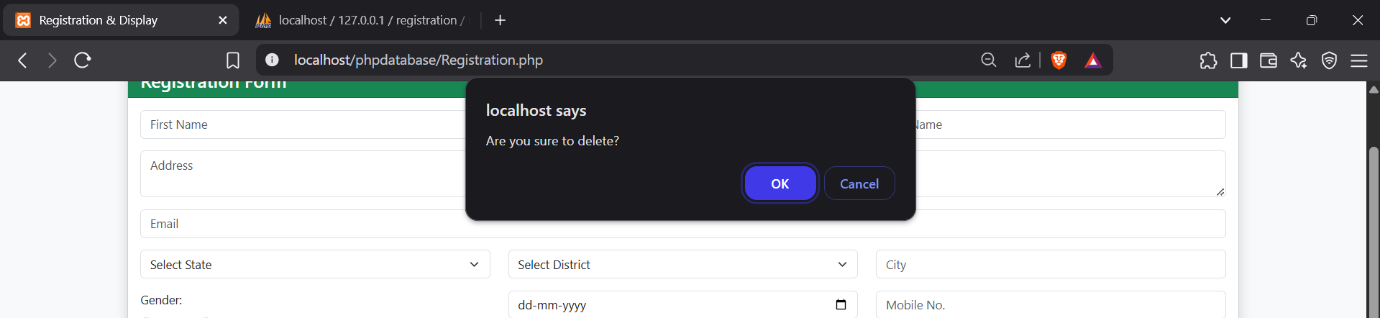 Registration & Display
localhost / 127.0.0.1 / registration /
localhost/phpdatabase/Registration.php
Registration Form
localhost says
Are you sure to delete?
OK Cancel
First Name
Name
Address
Email
Select State
Select District
City
Gender:
dd-mm-yyyy
Mobile No.